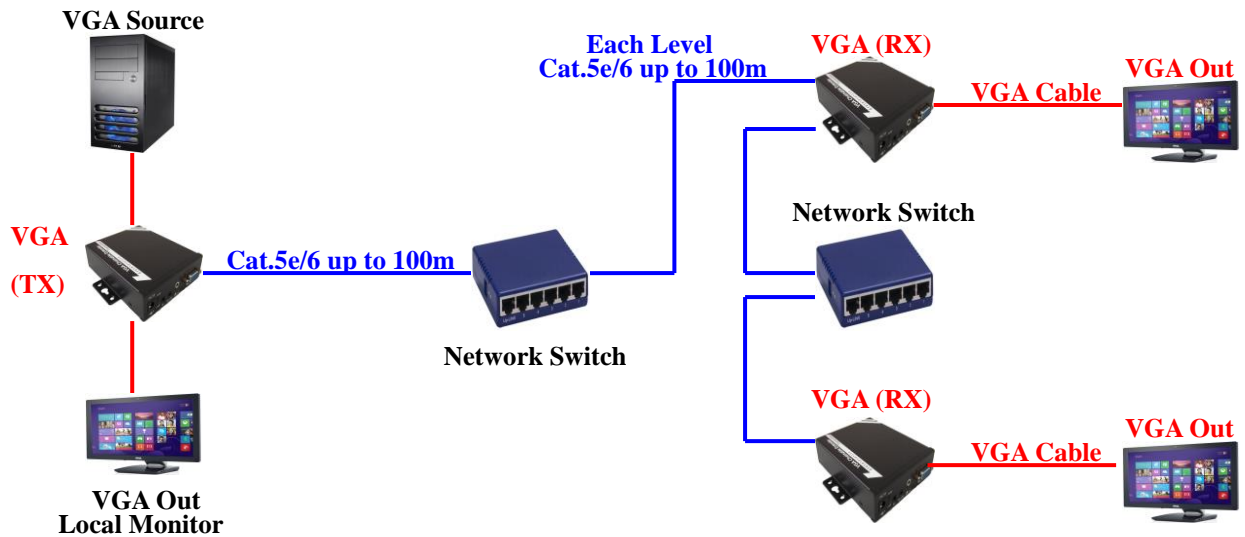 VGA Source
Each Level
Cat.5e/6 up to 100m
VGA (RX)
VGA Out
VGA Cable
Network Switch
VGA
(TX)
Cat.5e/6 up to 100m
Network Switch
VGA (RX)
VGA Out
VGA Cable
VGA Out
Local Monitor